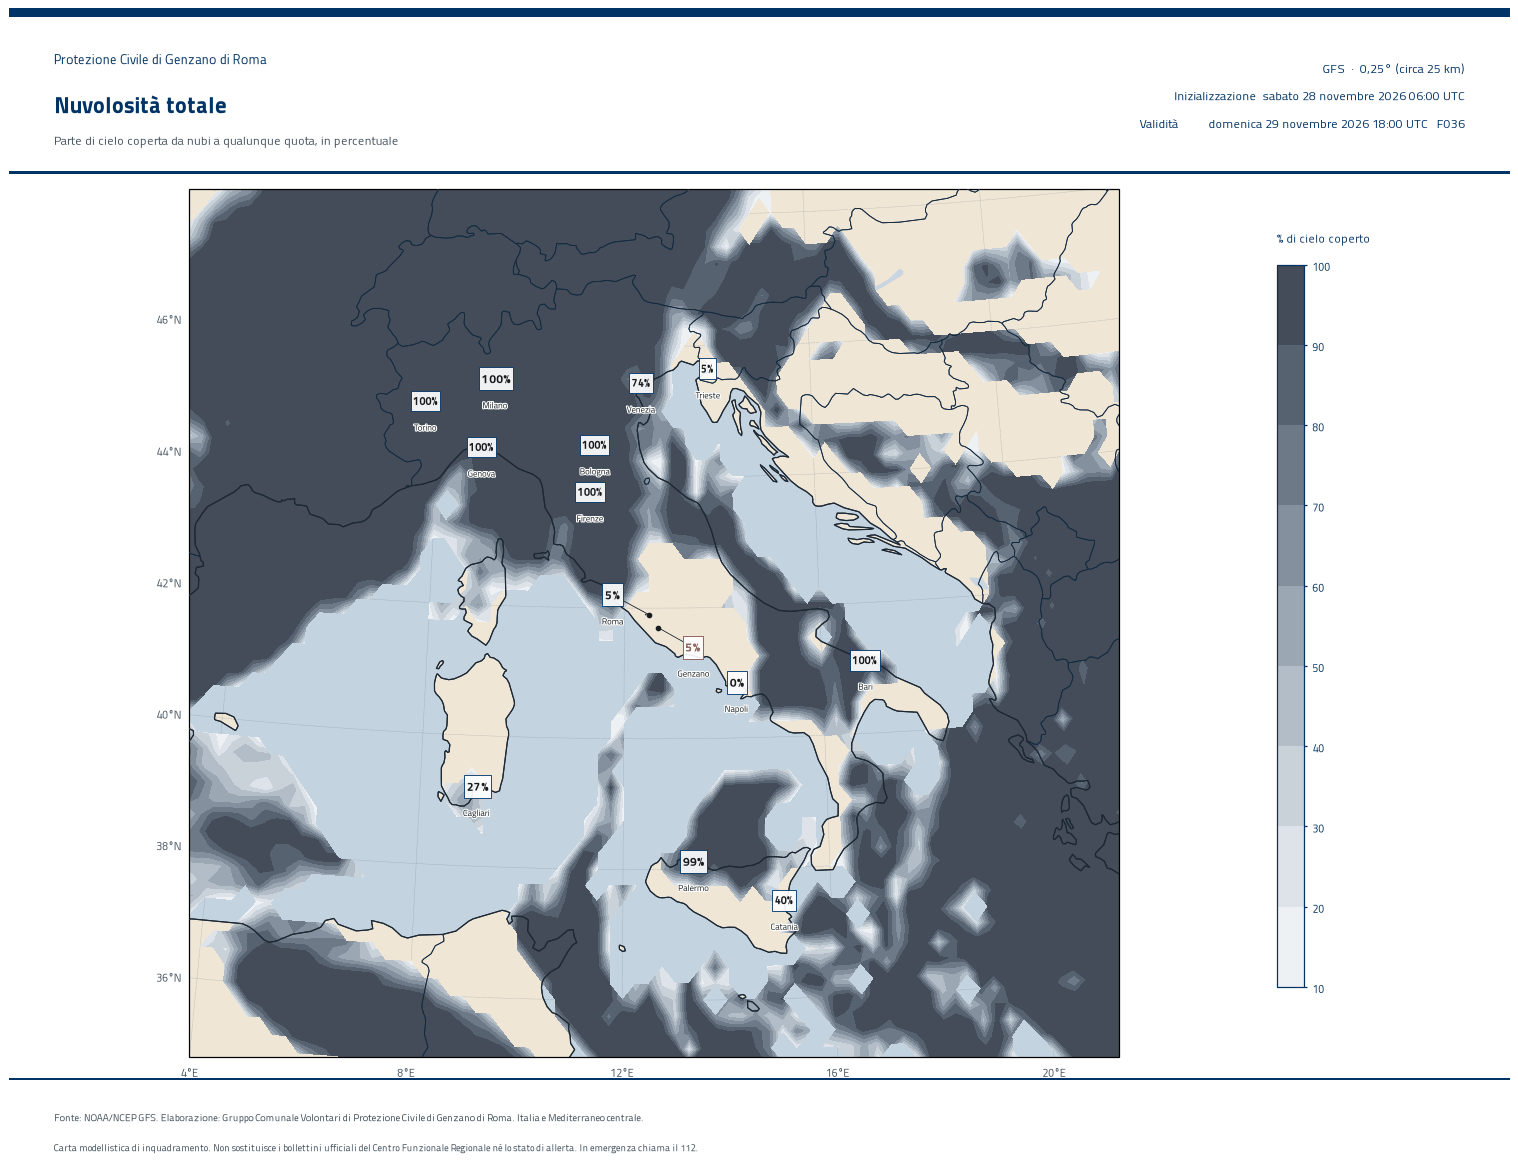 Protezione Civile di Genzano di Roma
Nuvolosità totale
Parte di cielo coperta da nubi a qualunque quota, in percentuale
GFS · 0,25° (circa 25 km)
Inizializzazione sabato 28 novembre 2026 06:00 UTC
Validità domenica 29 novembre 2026 18:00 UTC F036
% di cielo coperto
100
90
80
70
60
50
40
30
20
10
46°N
44°N
42°N
40°N
38°N
36°N
4°E
8°E
12°E
16°E
20°E
5%
Trieste
100%
Milano
74%
Venezia
100%
Torino
100%
Genova
100%
Bologna
100%
Firenze
5%
Roma
5%
Genzano
100%
Bari
0%
Napoli
27%
Cagliari
99%
Palermo
40%
Catania
Fonte: NOAA/NCEP GFS. Elaborazione: Gruppo Comunale Volontari di Protezione Civile di Genzano di Roma. Italia e Mediterraneo centrale.
Carta modellistica di inquadramento. Non sostituisce i bollettini ufficiali del Centro Funzionale Regionale né lo stato di allerta. In emergenza chiama il 112.